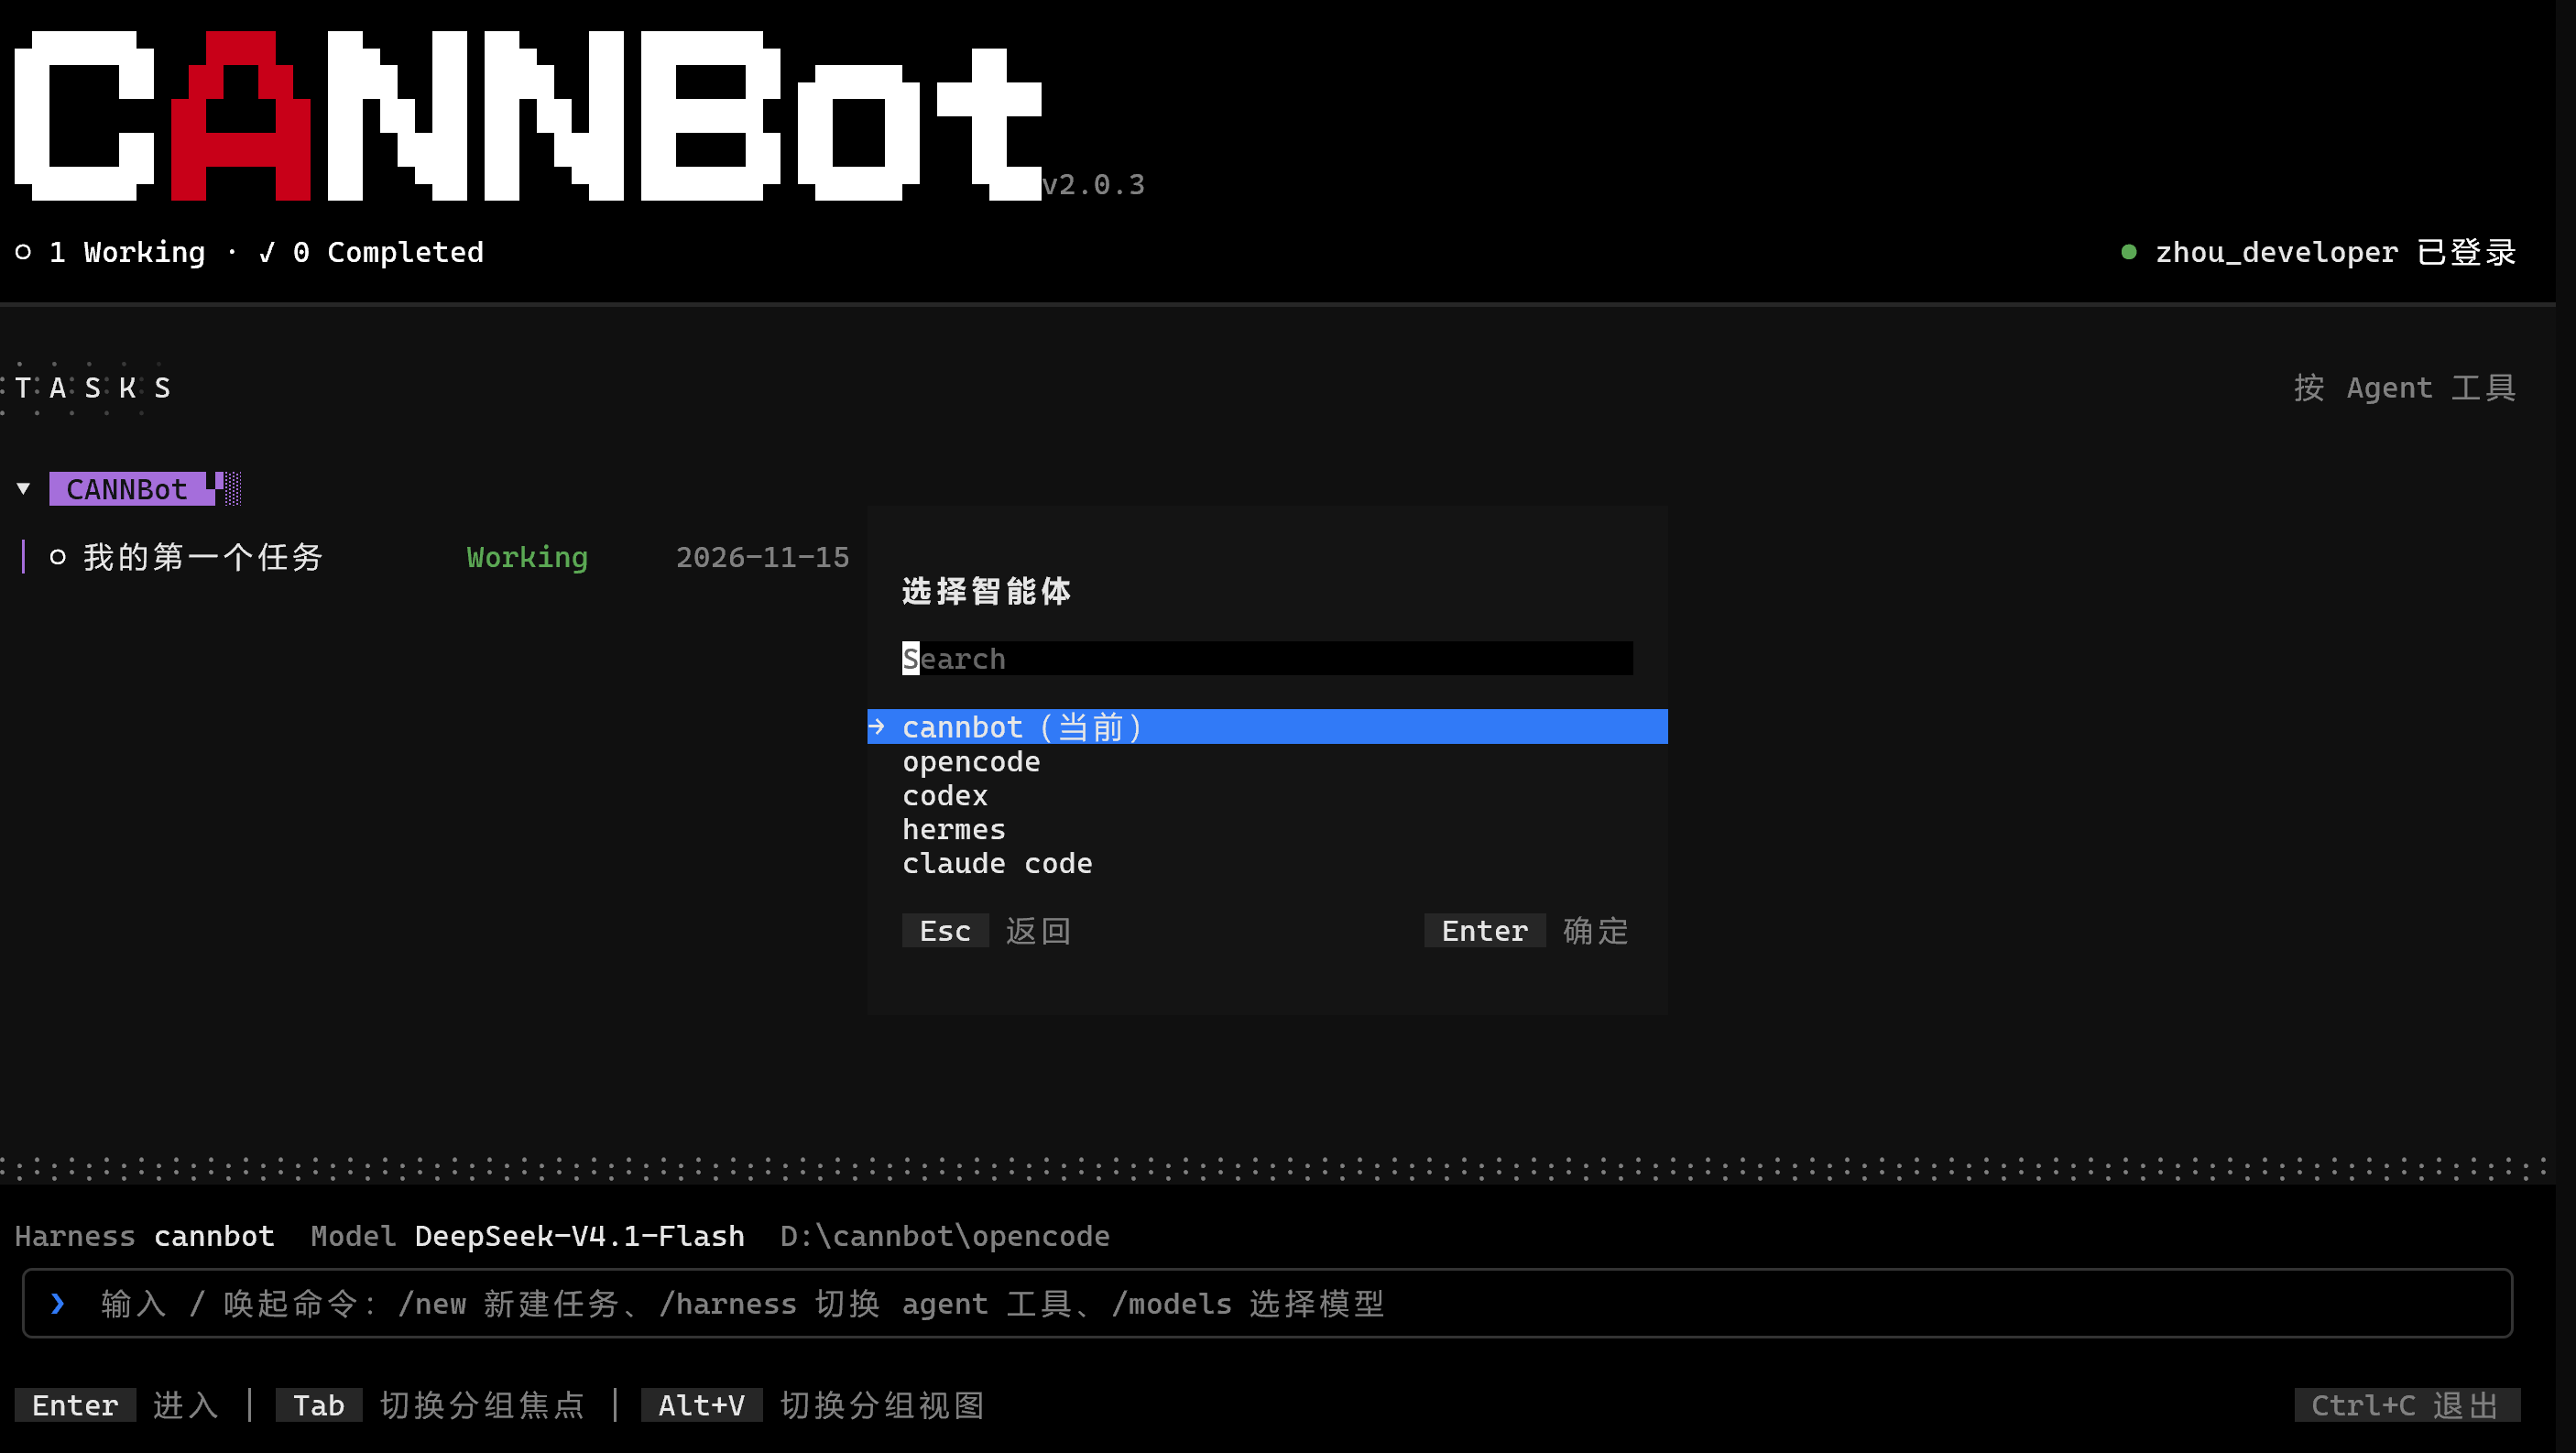 CANNBot v2.0.3
○ 1 Working · ✓ 0 Completed
● zhou_developer 已登录
TASKS
按 Agent 工具
▼ CANNBot
○ 我的第一个任务 Working 2026-11-15
选择智能体
Search
→ cannbot（当前）
opencode
codex
hermes
claude code
Esc 返回 Enter 确定
Harness cannbot Model DeepSeek-V4.1-Flash D:\cannbot\opencode
❯ 输入 / 唤起命令：/new 新建任务、/harness 切换 agent 工具、/models 选择模型
Enter 进入 | Tab 切换分组焦点 | Alt+V 切换分组视图
Ctrl+C 退出